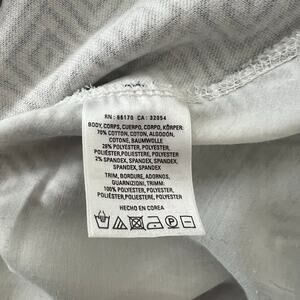 RN : 66170 CA : 32054
BODY, CORPS, CUERPO, CORPO, KÖRPER:
70% COTTON, COTON, ALGODÓN,
COTONE, BAUMWOLLE
28% POLYESTER, POLYESTER,
POLIÉSTER, POLIESTERE, POLYESTER
2% SPANDEX, SPANDEX, SPANDEX,
SPANDEX, SPANDEX
TRIM, BORDURE, ADORNOS,
GUARNIZIONI, TRIMM:
100% POLYESTER, POLYESTER,
POLIÉSTER, POLIESTERE, POLYESTER
HECHO EN COREA